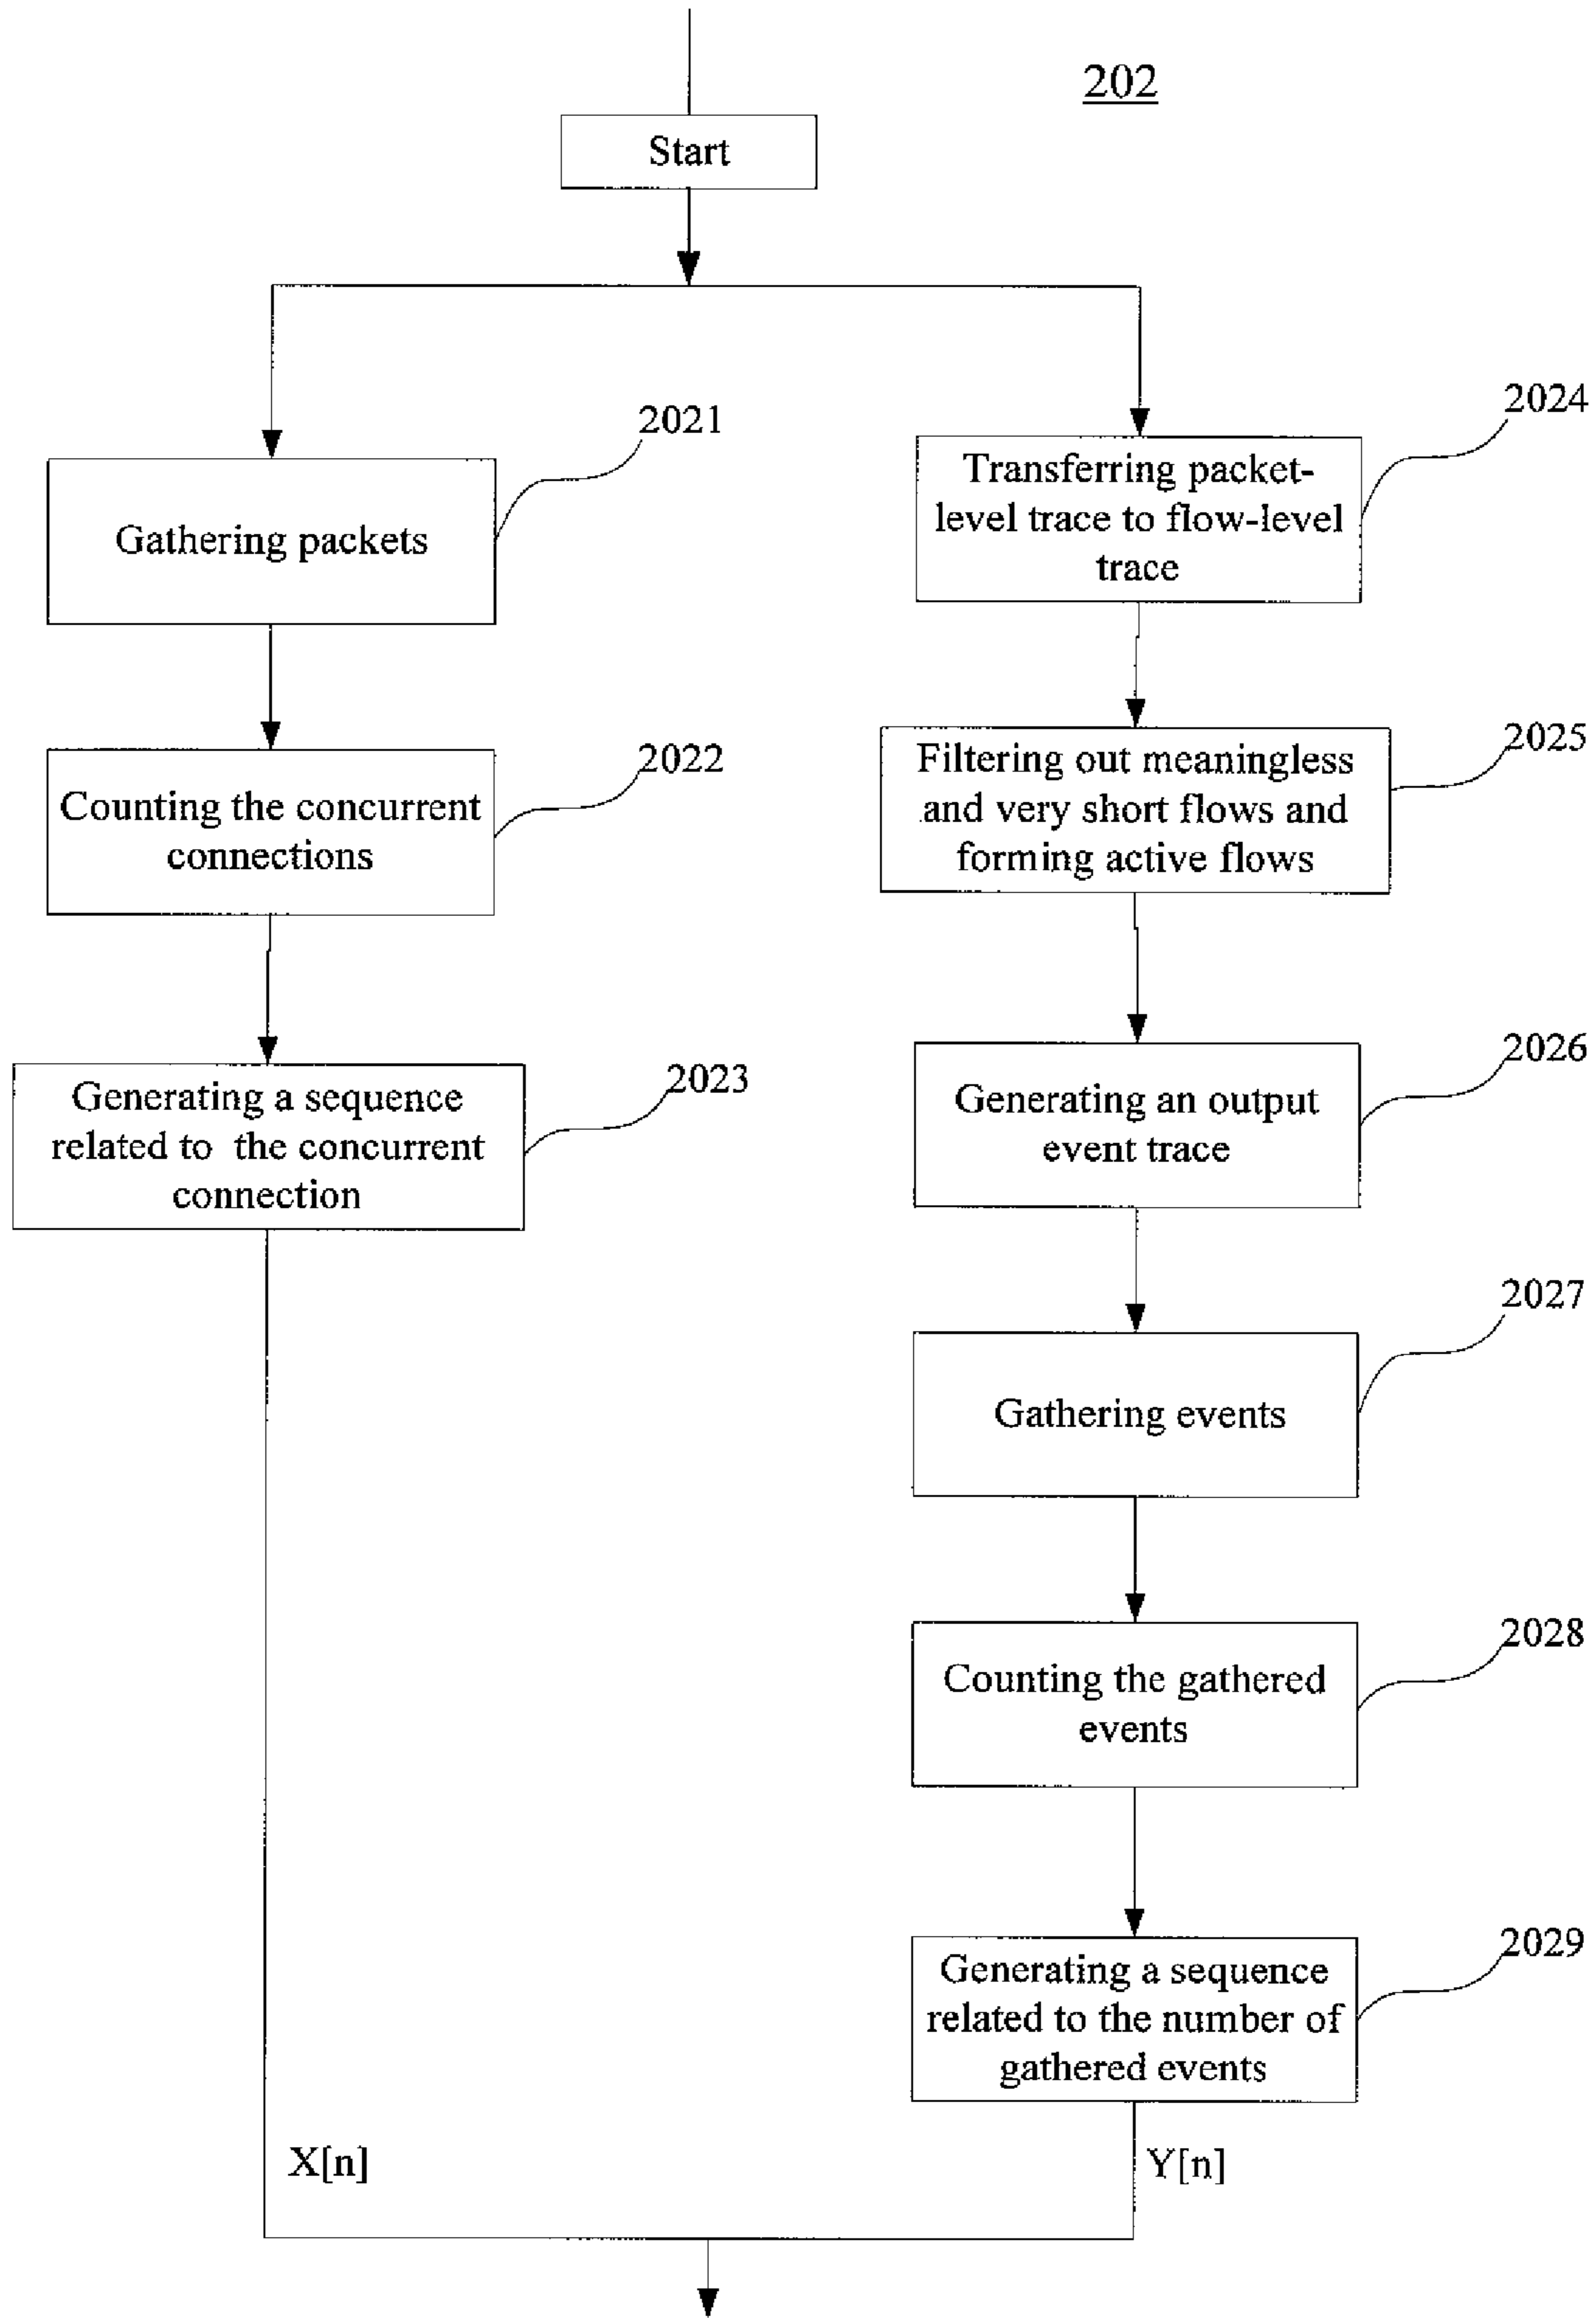 202
Start
2021
Gathering packets
2022
Counting the concurrent
connections
2023
Generating a sequence
related to the concurrent
connection
X[n]
2024
Transferring packet-
level trace to flow-level
trace
2025
Filtering out meaningless
and very short flows and
forming active flows
2026
Generating an output
event trace
2027
Gathering events
2028
Counting the gathered
events
2029
Generating a sequence
related to the number of
gathered events
Y[n]